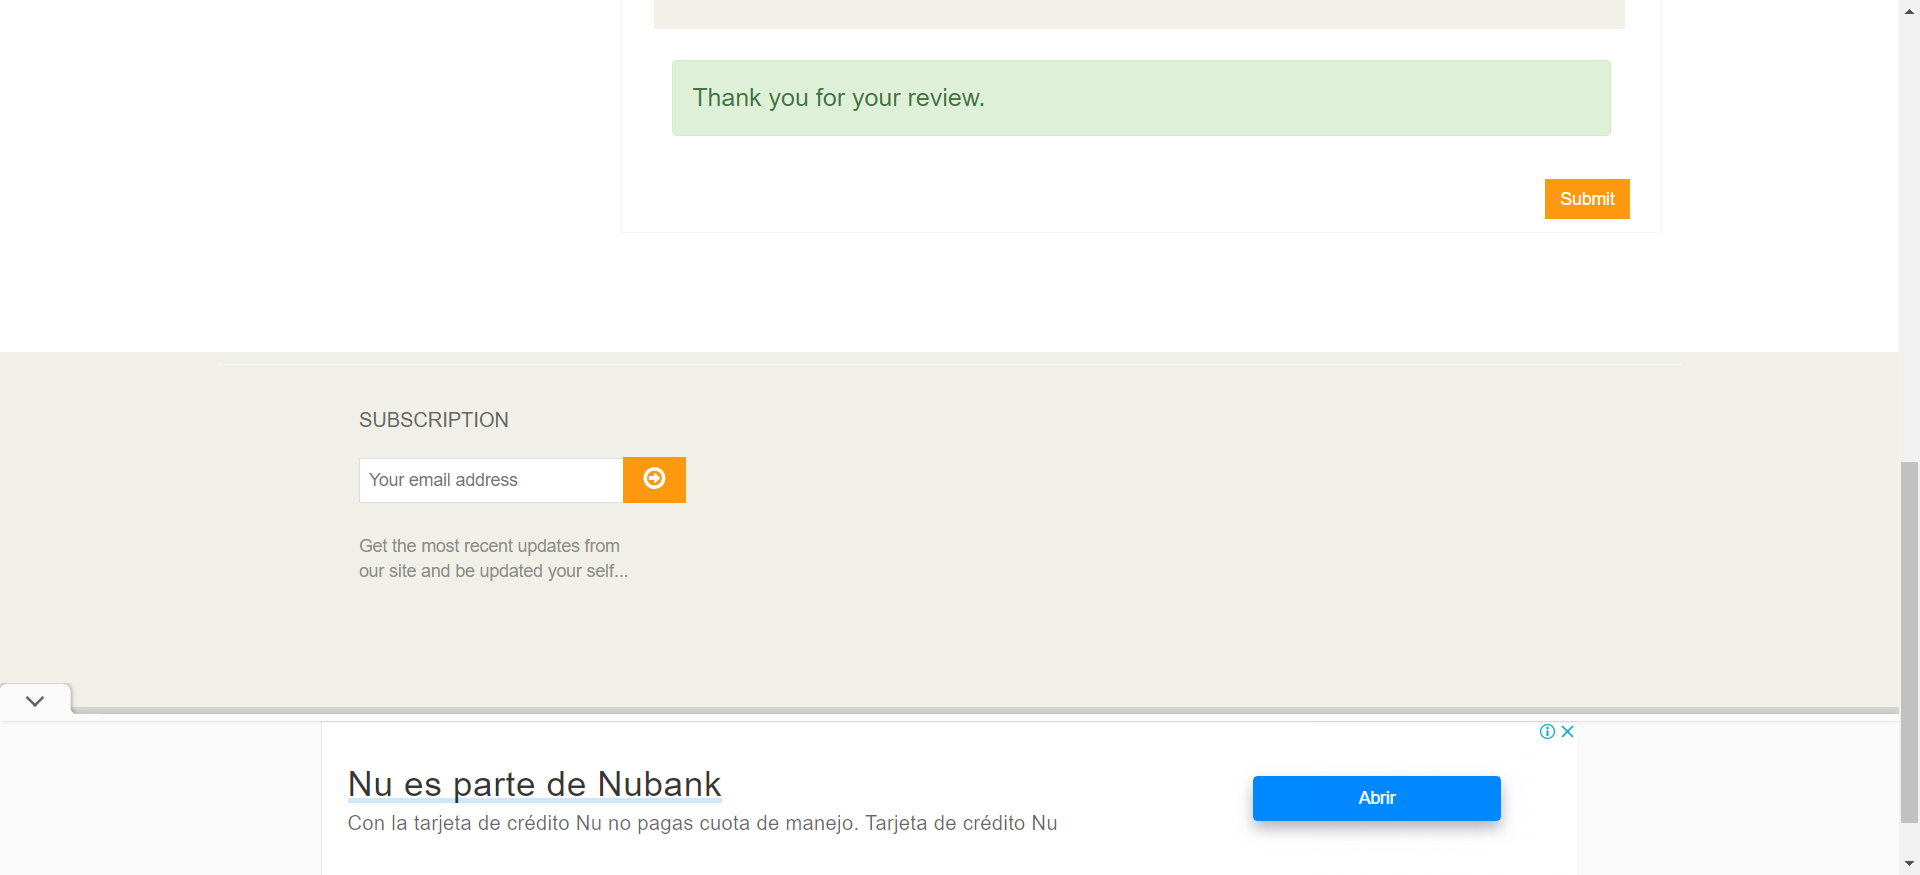 Thank you for your review.
Submit
SUBSCRIPTION
Your email address
Get the most recent updates from
our site and be updated your self...
Nu es parte de Nubank
Con la tarjeta de crédito Nu no pagas cuota de manejo. Tarjeta de crédito Nu
Abrir